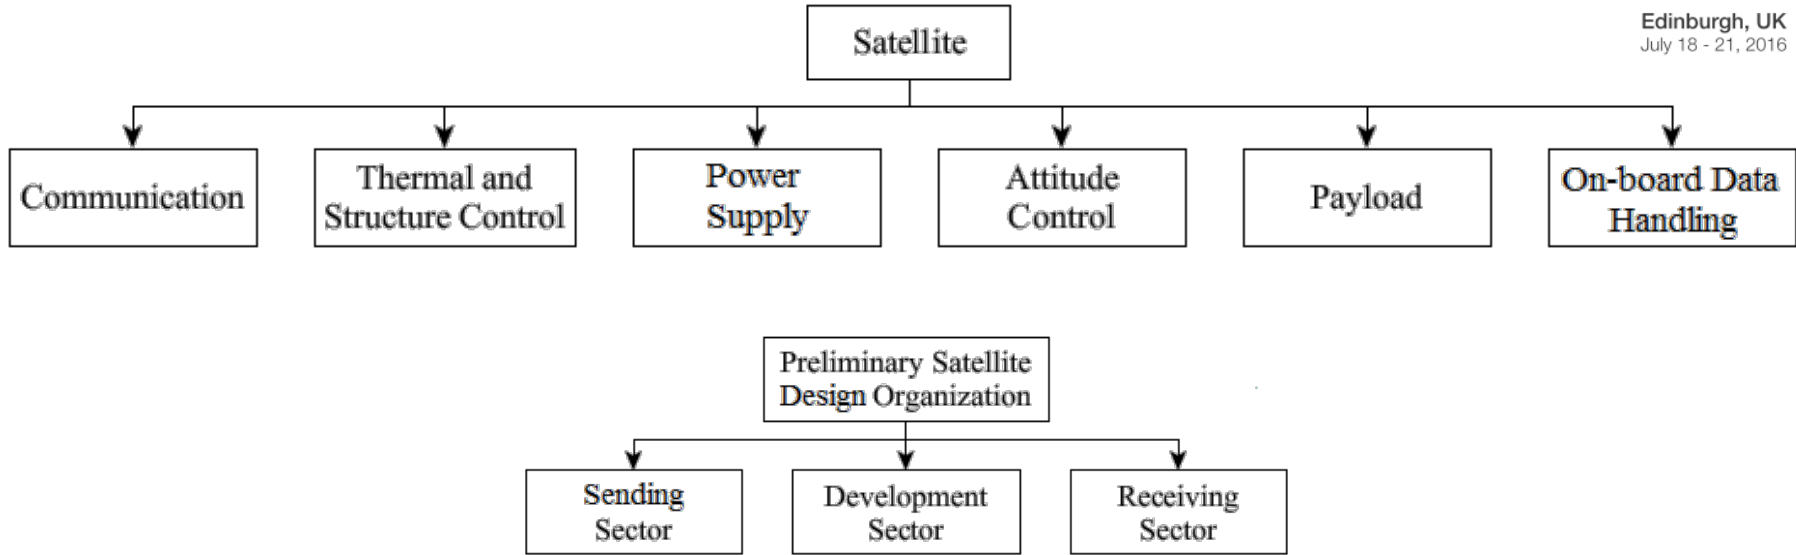 Edinburgh, UK
July 18 - 21, 2016
Satellite
Communication
Thermal and
Structure Control
Power
Supply
Attitude
Control
Payload
On-board Data
Handling
Preliminary Satellite
Design Organization
Sending
Sector
Development
Sector
Receiving
Sector